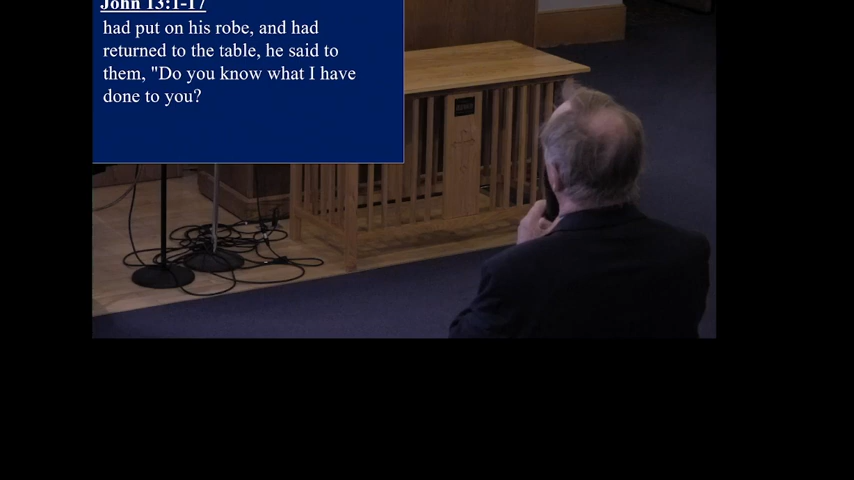 John 13:1-17
had put on his robe, and had
returned to the table, he said to
them, "Do you know what I have
done to you?